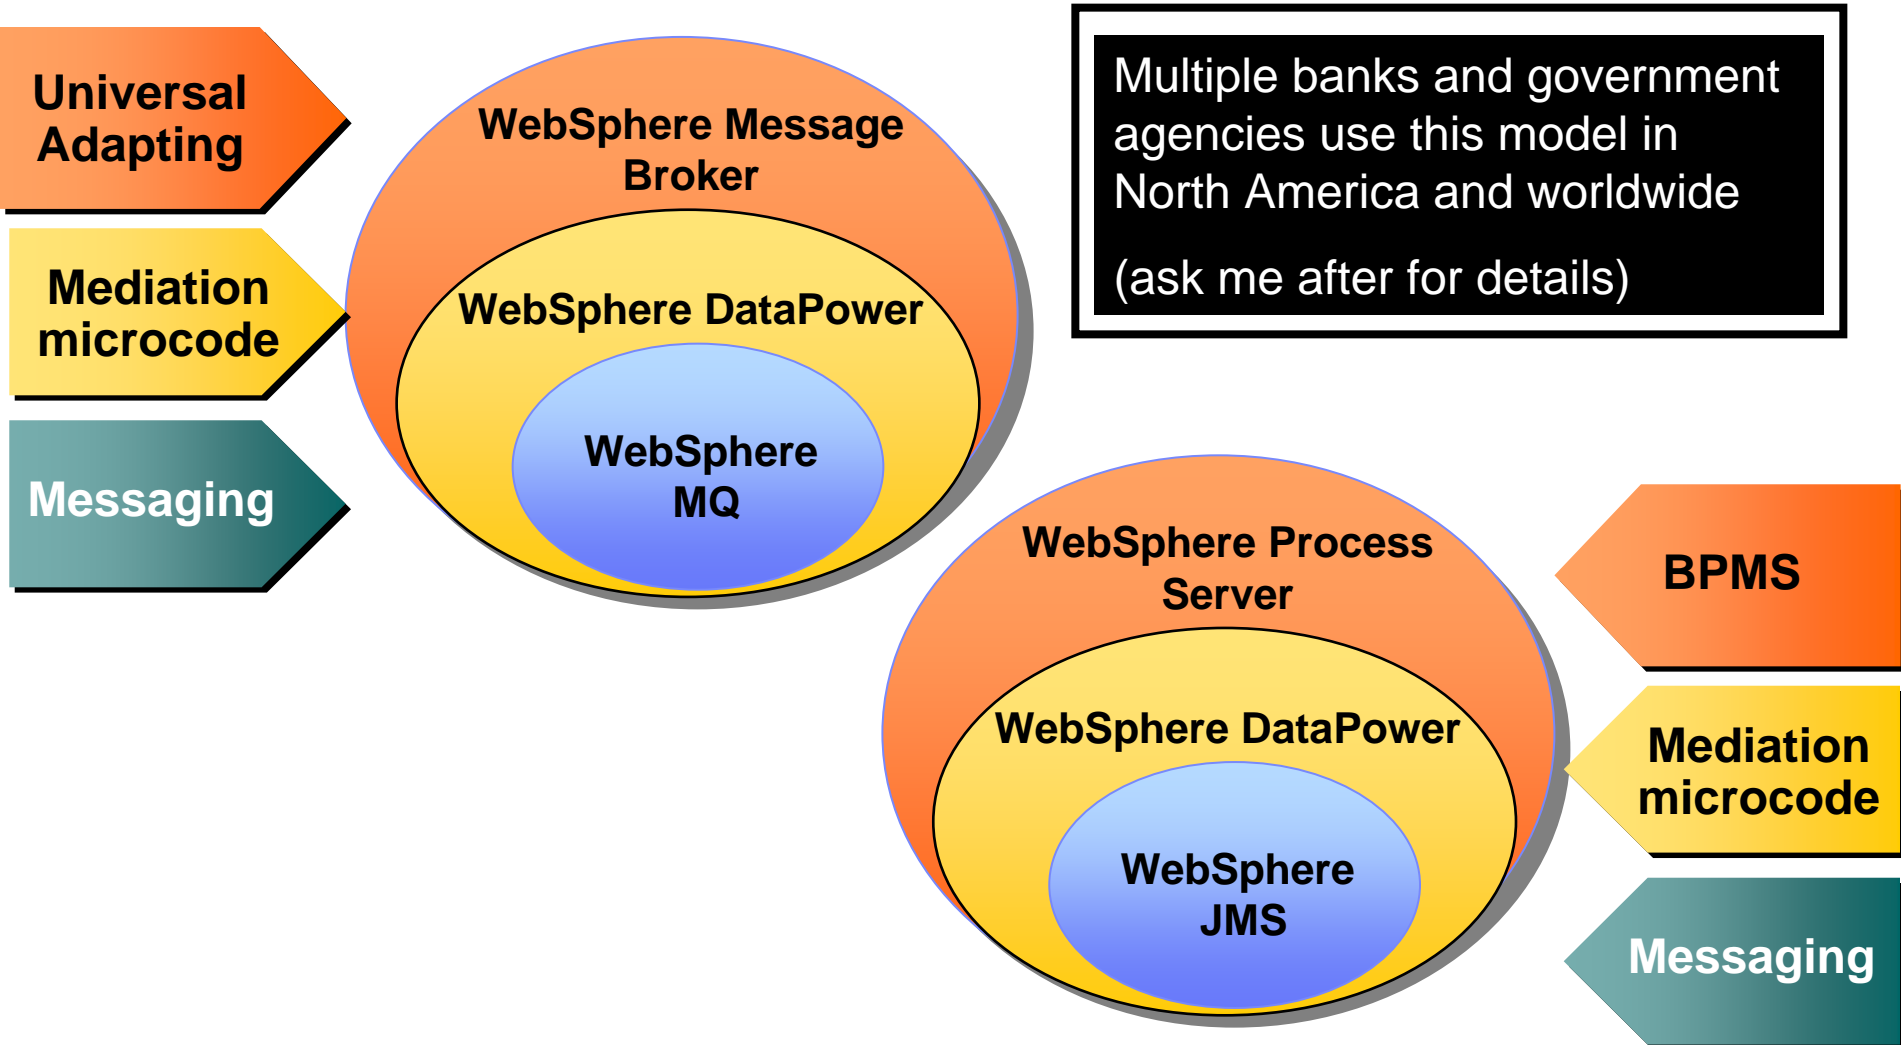 Universal
Adapting
Mediation
microcode
Messaging
WebSphere Message
Broker
WebSphere DataPower
WebSphere
MQ
Multiple banks and government
agencies use this model in
North America and worldwide
(ask me after for details)
WebSphere Process
Server
WebSphere DataPower
WebSphere
JMS
BPMS
Mediation
microcode
Messaging